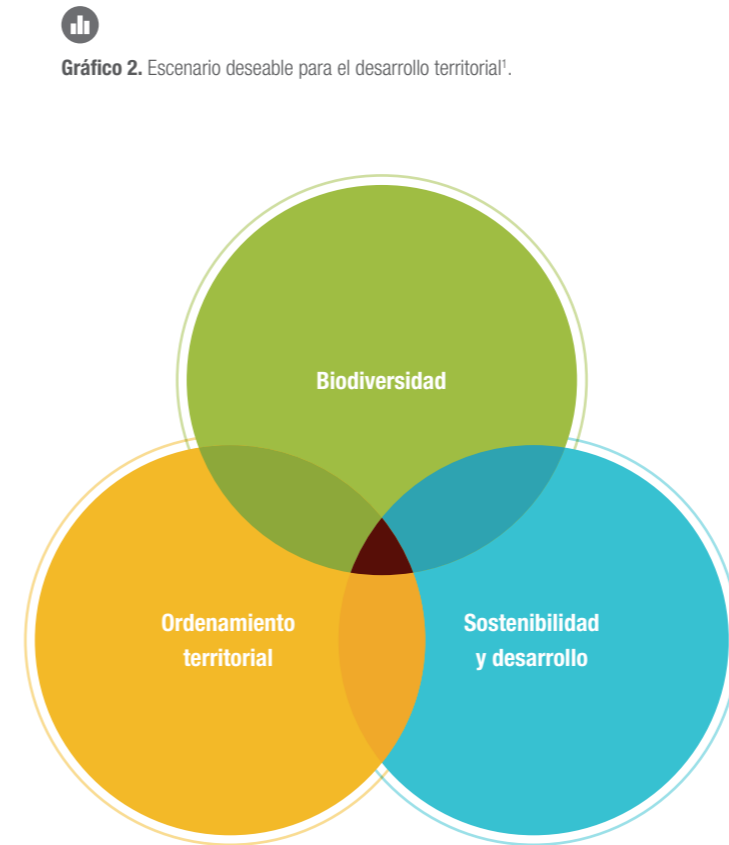 Gráfico 2. Escenario deseable para el desarrollo territorial¹.
Biodiversidad
Ordenamiento
territorial
Sostenibilidad
y desarrollo